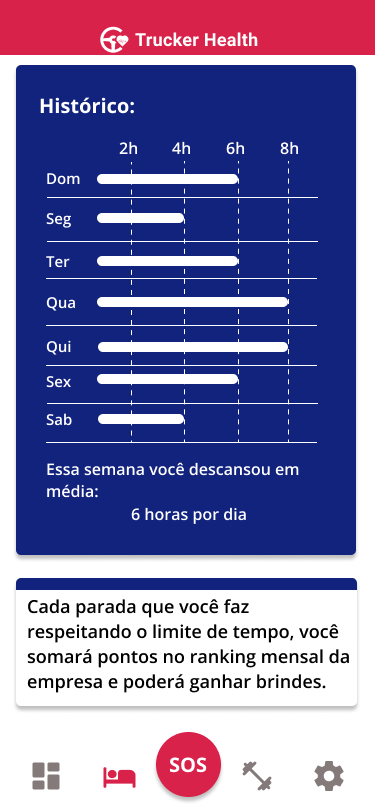 Trucker Health
Histórico:
2h 4h 6h 8h
Dom
Seg
Ter
Qua
Qui
Sex
Sab
Essa semana você descansou em
média:
6 horas por dia
Cada parada que você faz
respeitando o limite de tempo, você
somará pontos no ranking mensal da
empresa e poderá ganhar brindes.
SOS